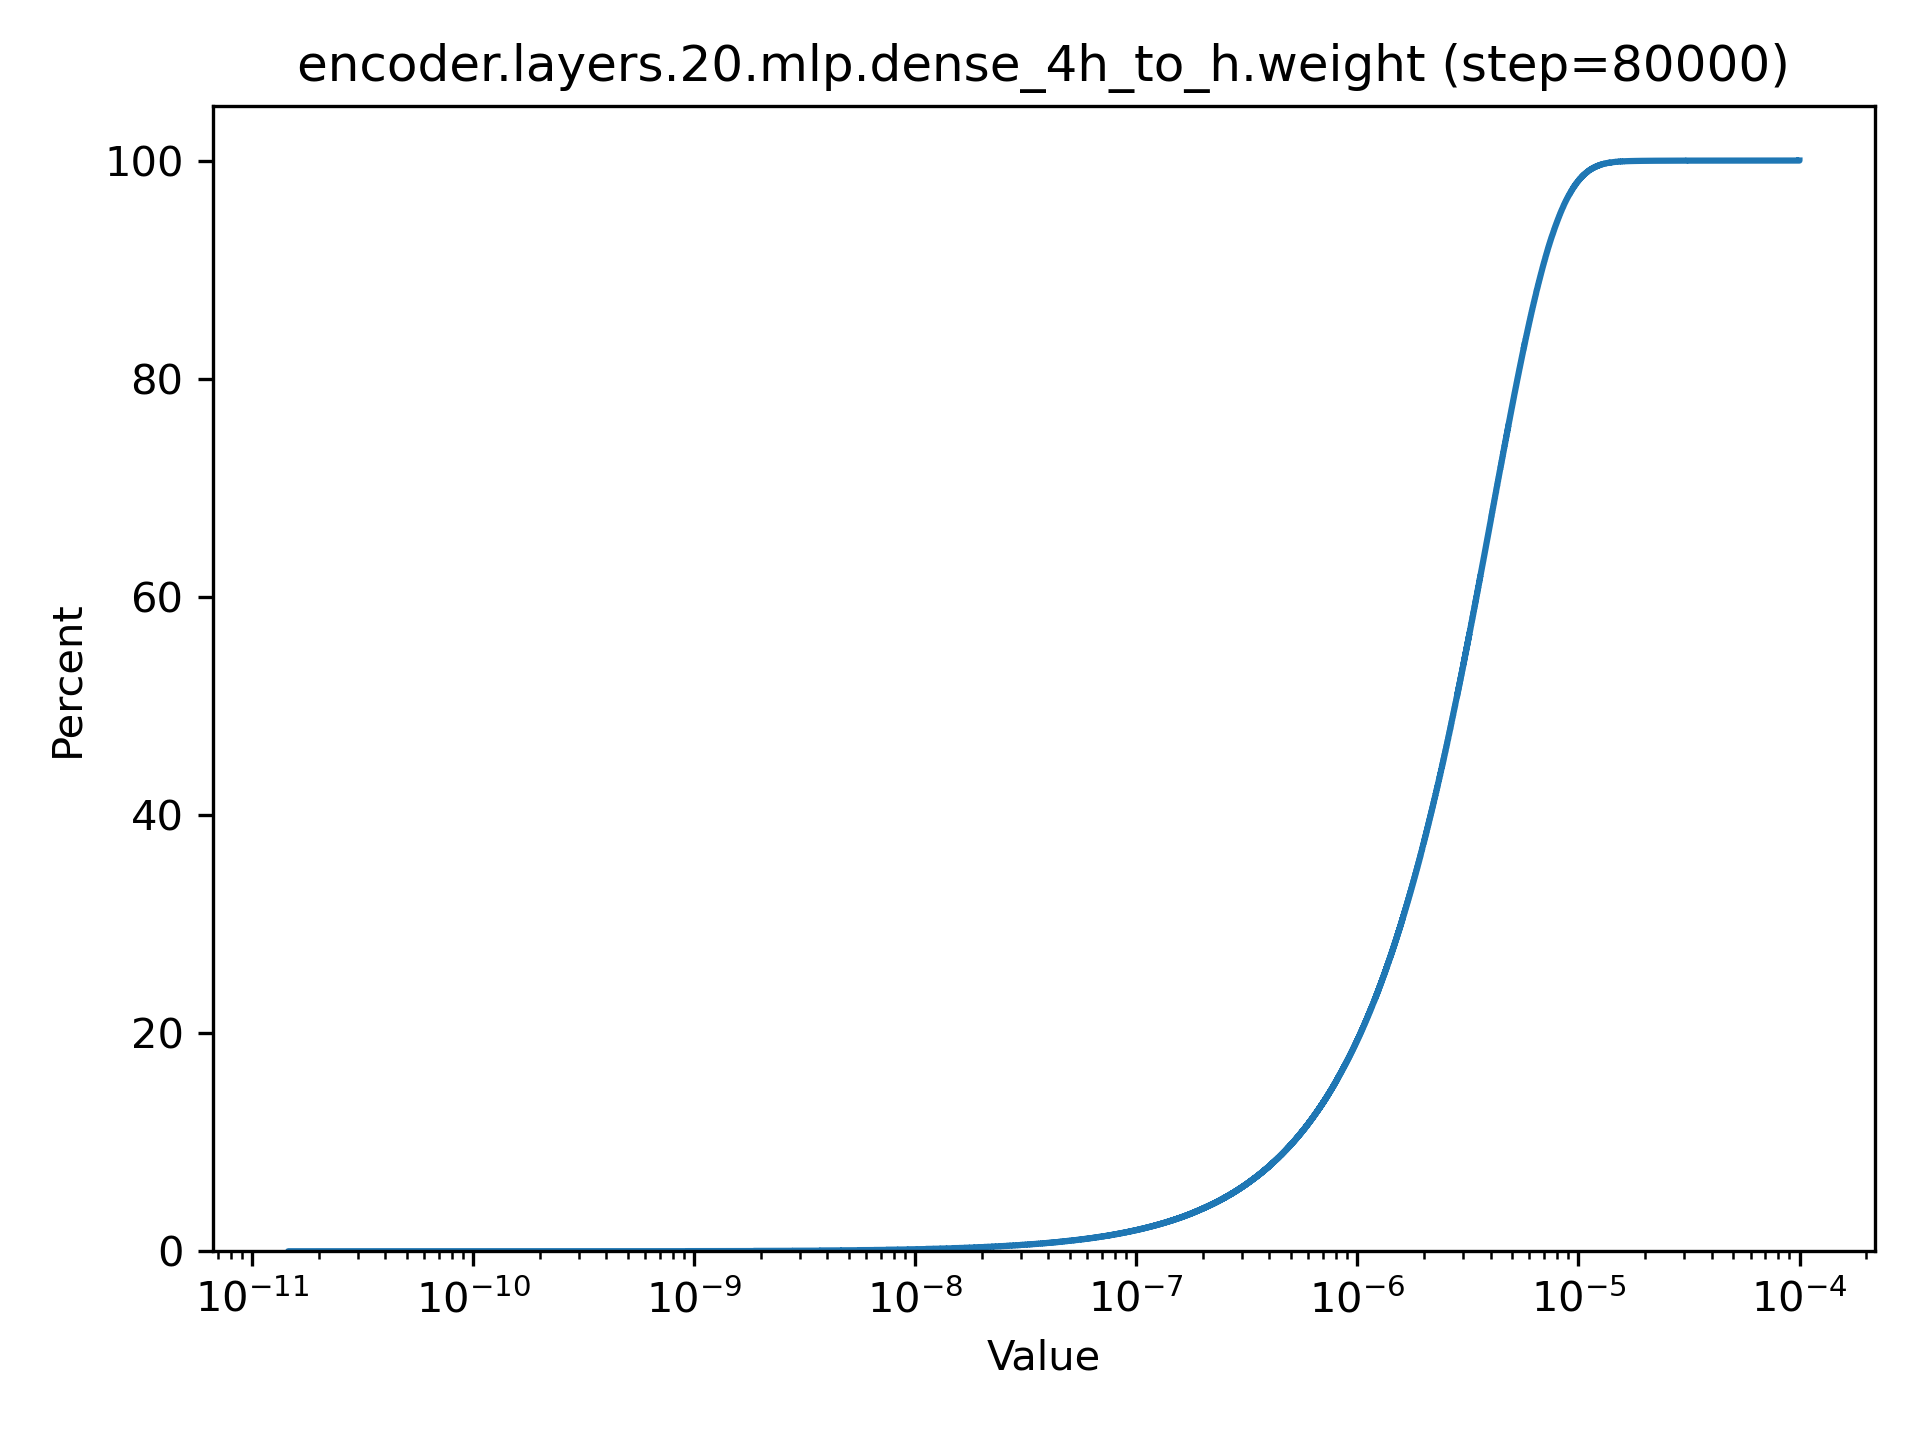 encoder.layers.20.mlp.dense_4h_to_h.weight (step=80000)
100
80
60
40
20
0
Percent
10⁻¹¹ 10⁻¹⁰ 10⁻⁹ 10⁻⁸ 10⁻⁷ 10⁻⁶ 10⁻⁵ 10⁻⁴
Value